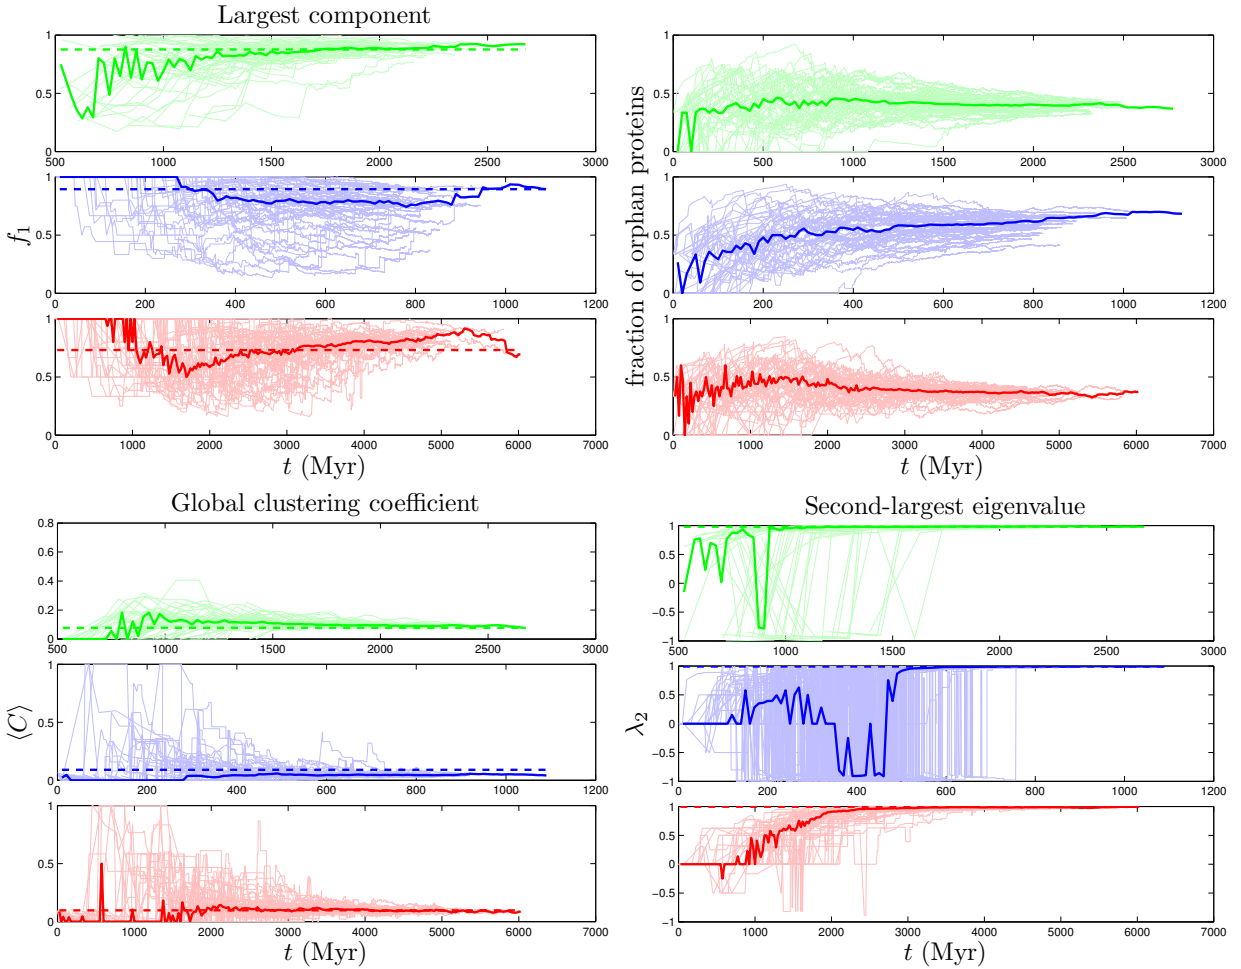 Largest component
1
0.5
0
500 1000 1500 2000 2500 3000
1
0.5
0
0 200 400 600 800 1000 1200
f₁
1
0.5
0
0 1000 2000 3000 4000 5000 6000 7000
t (Myr)
1
0.5
0
0 500 1000 1500 2000 2500 3000
1
0.5
0
0 200 400 600 800 1000 1200
fraction of orphan proteins
1
0.5
0
0 1000 2000 3000 4000 5000 6000 7000
t (Myr)
Global clustering coefficient
0.8
0.6
0.4
0.2
0
500 1000 1500 2000 2500 3000
1
0.5
0
0 200 400 600 800 1000 1200
⟨C⟩
1
0.5
0
0 1000 2000 3000 4000 5000 6000 7000
t (Myr)
Second-largest eigenvalue
1
0.5
0
−0.5
−1
500 1000 1500 2000 2500 3000
1
0.5
0
−0.5
−1
0 200 400 600 800 1000 1200
λ₂
1
0.5
0
−0.5
−1
0 1000 2000 3000 4000 5000 6000 7000
t (Myr)